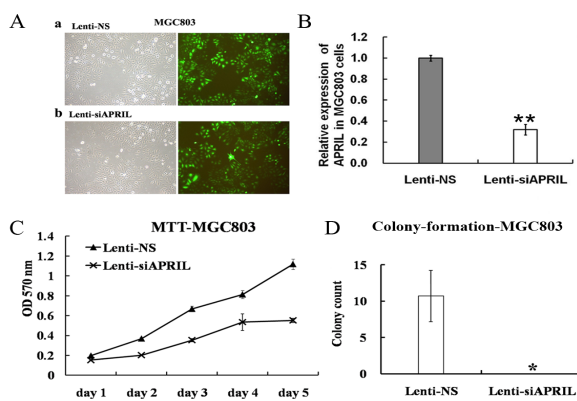 A
a Lenti-NS MGC803
b Lenti-siAPRIL
B
Relative expression of
APRIL in MGC803 cells
1.2
1.0
0.8
0.6
0.4
0.2
0.0
**
Lenti-NS Lenti-siAPRIL
C
MTT-MGC803
OD 570 nm
1.4
1.2
1
0.8
0.6
0.4
0.2
0
Lenti-NS
Lenti-siAPRIL
day 1 day 2 day 3 day 4 day 5
D
Colony-formation-MGC803
Colony count
15
10
5
0
*
Lenti-NS Lenti-siAPRIL